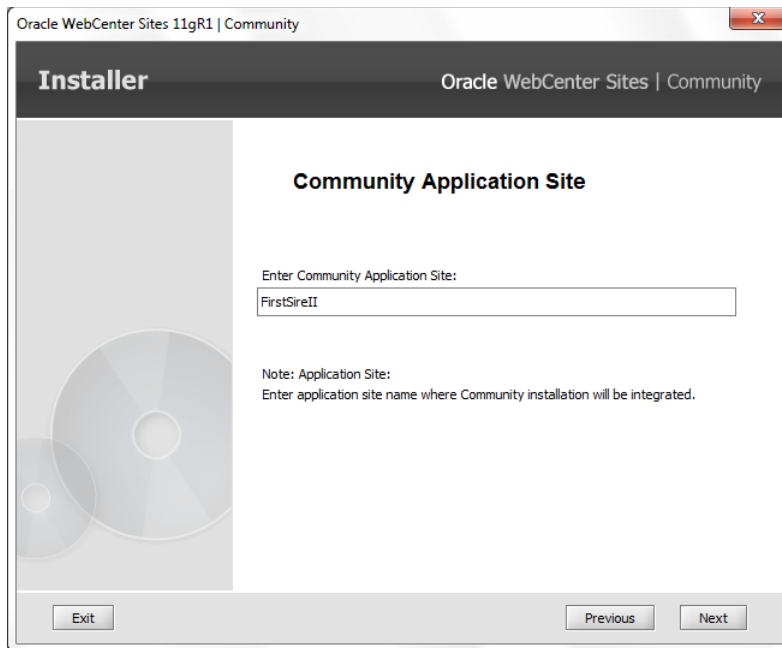 Oracle WebCenter Sites 11gR1 | Community
Installer
Oracle WebCenter Sites | Community
Community Application Site
Enter Community Application Site:
FirstSireII
Note: Application Site:
Enter application site name where Community installation will be integrated.
Exit
Previous
Next